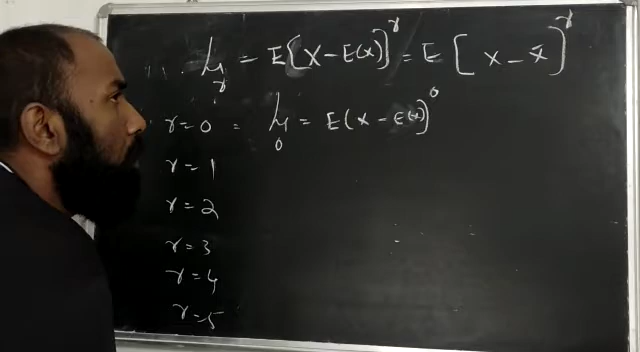 μ_r = E[X - E(X)]^r = E[x - x̄]^r
r = 0 = μ_0 = E(X - E(X))^0
r = 1
r = 2
r = 3
r = 4
r = 5